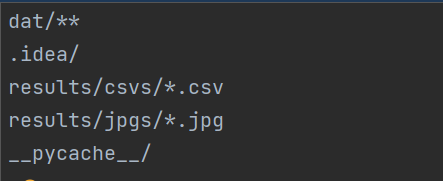 dat/**
.idea/
results/csvs/*.csv
results/jpgs/*.jpg
__pycache__/